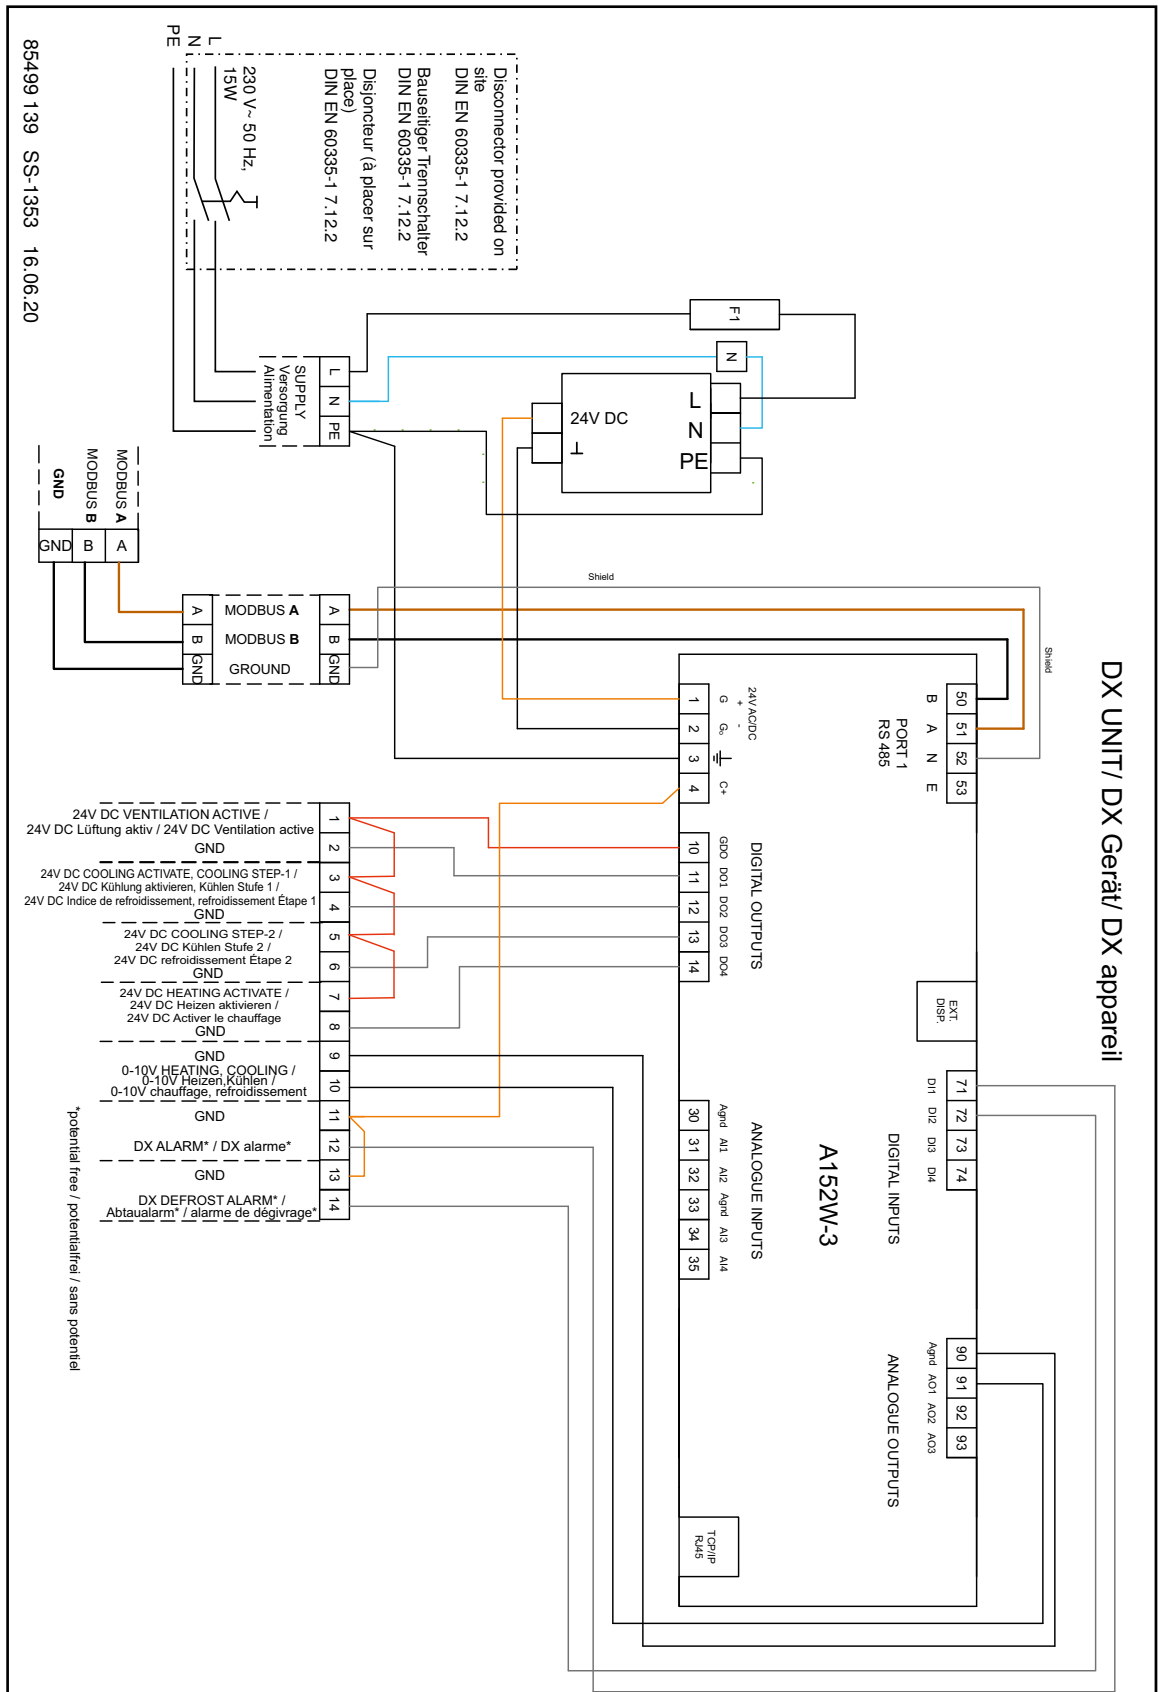 DX UNIT/ DX Gerät/ DX appareil
L
N
PE
230 V~ 50 Hz,
15W
Disconnector provided on
site
DIN EN 60335-1 7.12.2
Bauseitiger Trennschalter
DIN EN 60335-1 7.12.2
Disjoncteur (à placer sur
place)
DIN EN 60335-1 7.12.2
F1
N
L
N
PE
24V DC
⊥
L
N
PE
SUPPLY
Versorgung
Alimentation
MODBUS A
MODBUS B
GND
A
B
GND
A
B
GND
MODBUS A
MODBUS B
GROUND
A
B
GND
Shield
Shield
50
51
52
53
B
A
N
E
PORT 1
RS 485
24V AC/DC
+
-
G
G0
C+
1
2
3
4
DIGITAL OUTPUTS
GDO
DO1
DO2
DO3
DO4
10
11
12
13
14
EXT.
DISP.
71
72
73
74
DI1
DI2
DI3
DI4
DIGITAL INPUTS
A152W-3
ANALOGUE INPUTS
Agnd
AI1
AI2
Agnd
AI3
AI4
30
31
32
33
34
35
90
91
92
93
Agnd
AO1
AO2
AO3
ANALOGUE OUTPUTS
TCP/IP
RJ45
24V DC VENTILATION ACTIVE /
24V DC Lüftung aktiv / 24V DC Ventilation active
1
GND
2
24V DC COOLING ACTIVATE, COOLING STEP-1 /
24V DC Kühlung aktivieren, Kühlen Stufe 1 /
24V DC Indice de refroidissement, refroidissement Étape 1
3
GND
4
24V DC COOLING STEP-2 /
24V DC Kühlen Stufe 2 /
24V DC refroidissement Étape 2
5
GND
6
24V DC HEATING ACTIVATE /
24V DC Heizen aktivieren /
24V DC Activer le chauffage
7
GND
8
GND
9
0-10V HEATING, COOLING /
0-10V Heizen,Kühlen /
0-10V chauffage, refroidissement
10
GND
11
DX ALARM* / DX alarme*
12
GND
13
DX DEFROST ALARM* /
Abtaualarm* / alarme de dégivrage*
14
*potential free / potentialfrei / sans potentiel
85499 139 SS-1353 16.06.20